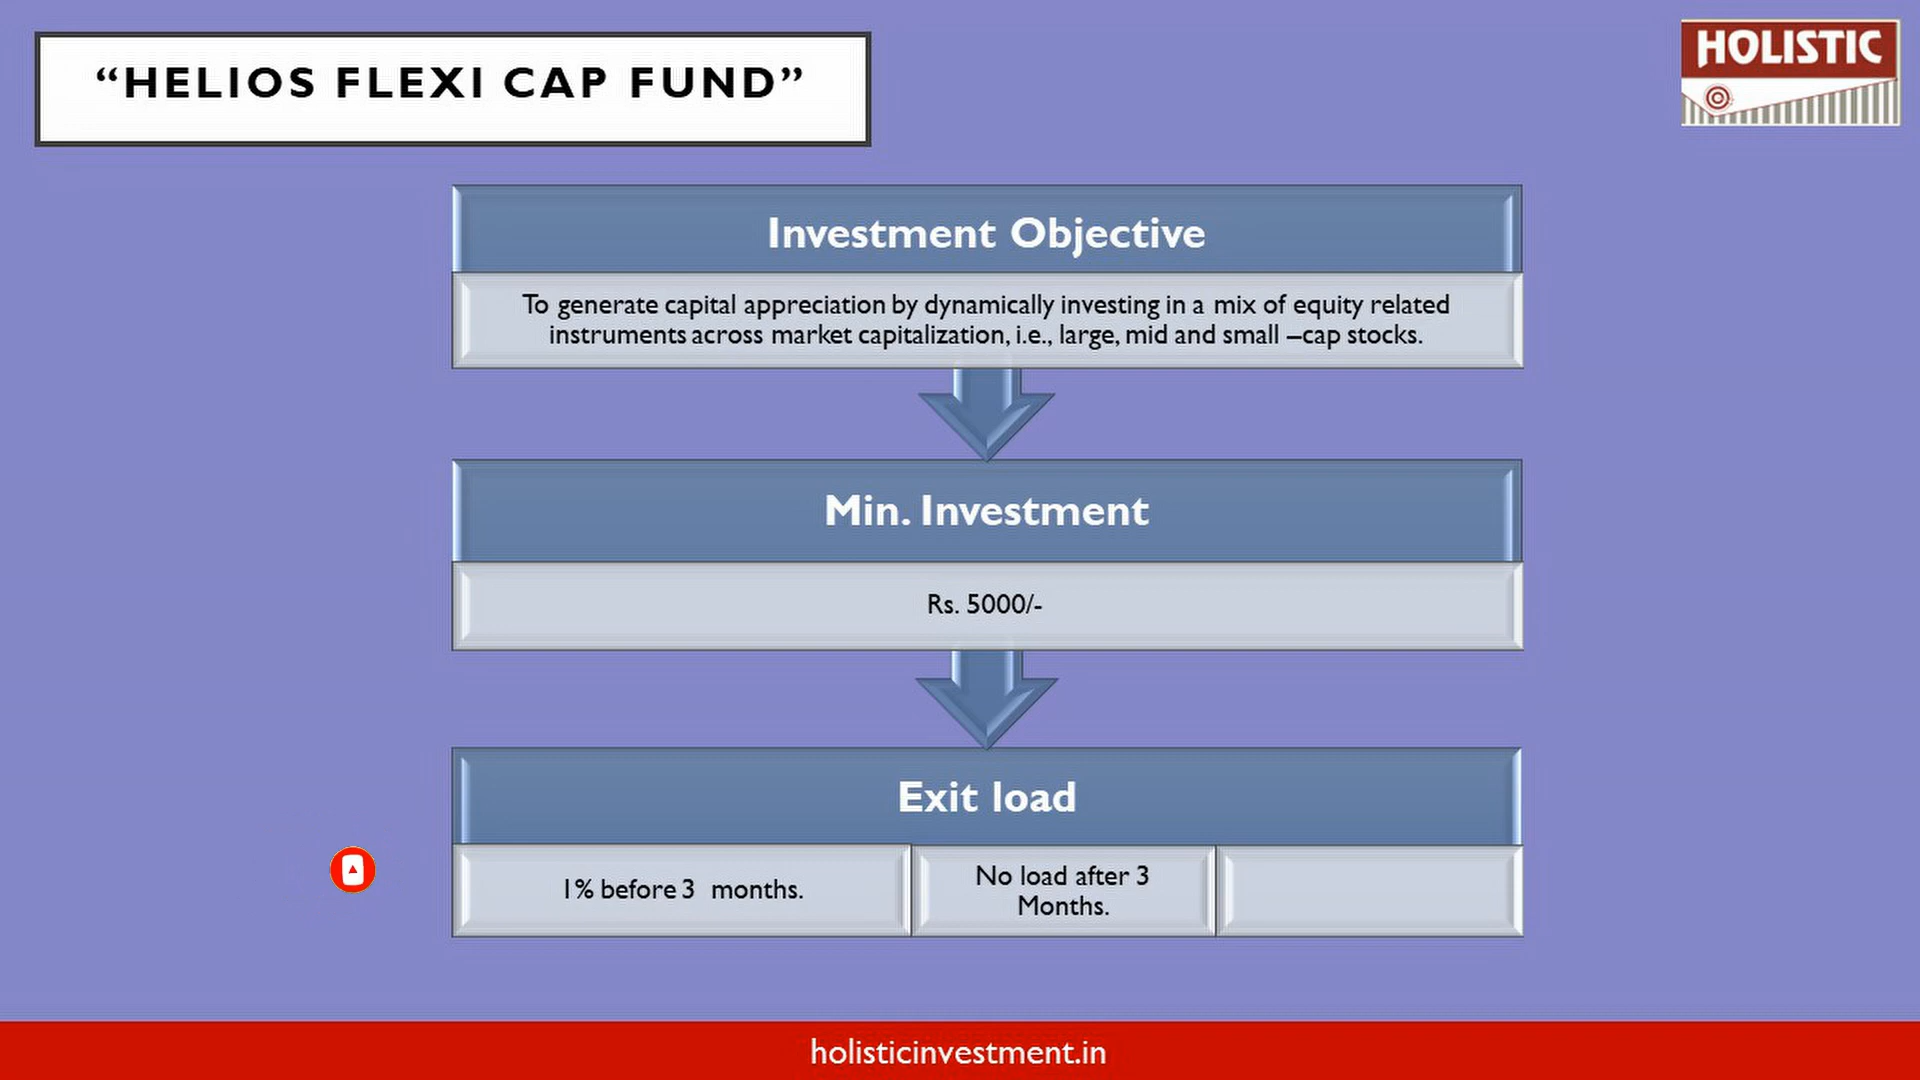 “HELIOS FLEXI CAP FUND”
HOLISTIC
Investment Objective
To generate capital appreciation by dynamically investing in a mix of equity related
instruments across market capitalization, i.e., large, mid and small –cap stocks.
Min. Investment
Rs. 5000/-
Exit load
1% before 3 months.
No load after 3
Months.
holisticinvestment.in